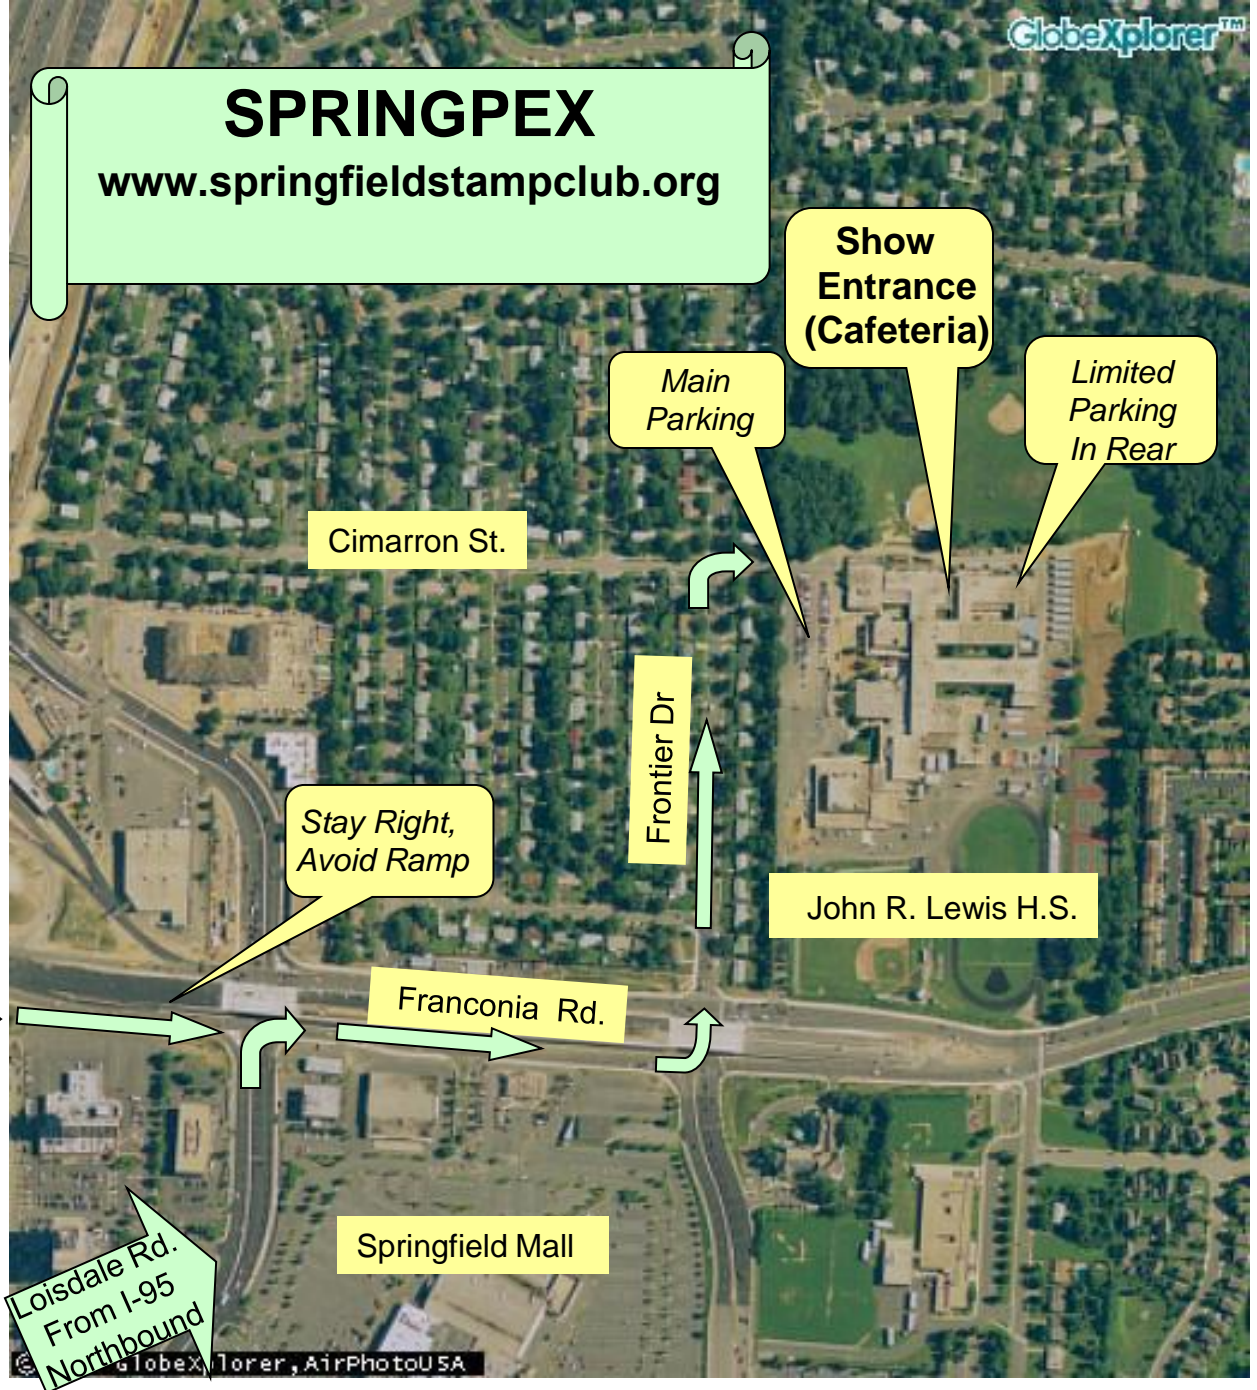 GlobeXplorer™
SPRINGPEX
www.springfieldstampclub.org
Show
Entrance
(Cafeteria)
Main
Parking
Limited
Parking
In Rear
Cimarron St.
Frontier Dr
Stay Right,
Avoid Ramp
John R. Lewis H.S.
Franconia Rd.
Springfield Mall
Loisdale Rd.
From I-95
Northbound
GlobeXplorer, AirPhotoUSA